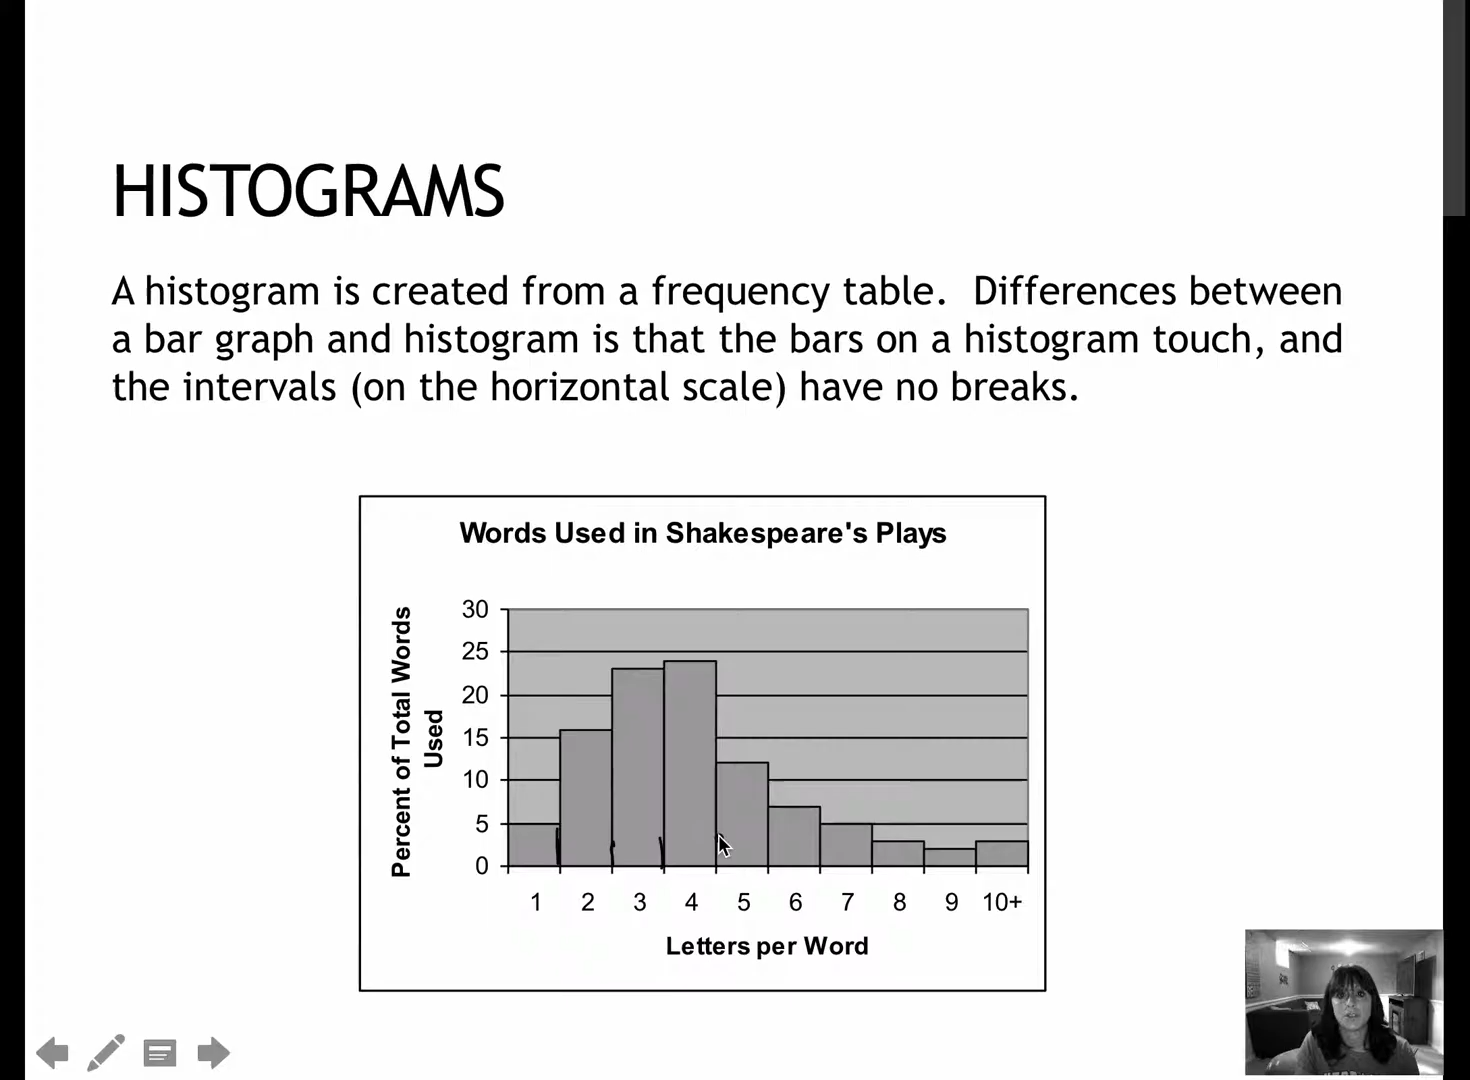 HISTOGRAMS
A histogram is created from a frequency table. Differences between
a bar graph and histogram is that the bars on a histogram touch, and
the intervals (on the horizontal scale) have no breaks.
Words Used in Shakespeare's Plays
Percent of Total Words
Used
30
25
20
15
10
5
0
1 2 3 4 5 6 7 8 9 10+
Letters per Word